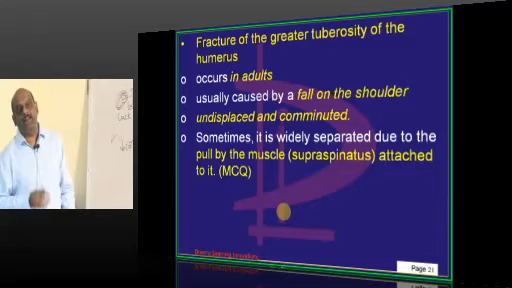 • Fracture of the greater tuberosity of the
humerus
o occurs in adults
o usually caused by a fall on the shoulder
o undisplaced and comminuted.
o Sometimes, it is widely separated due to the
pull by the muscle (supraspinatus) attached
to it. (MCQ)
Page 21